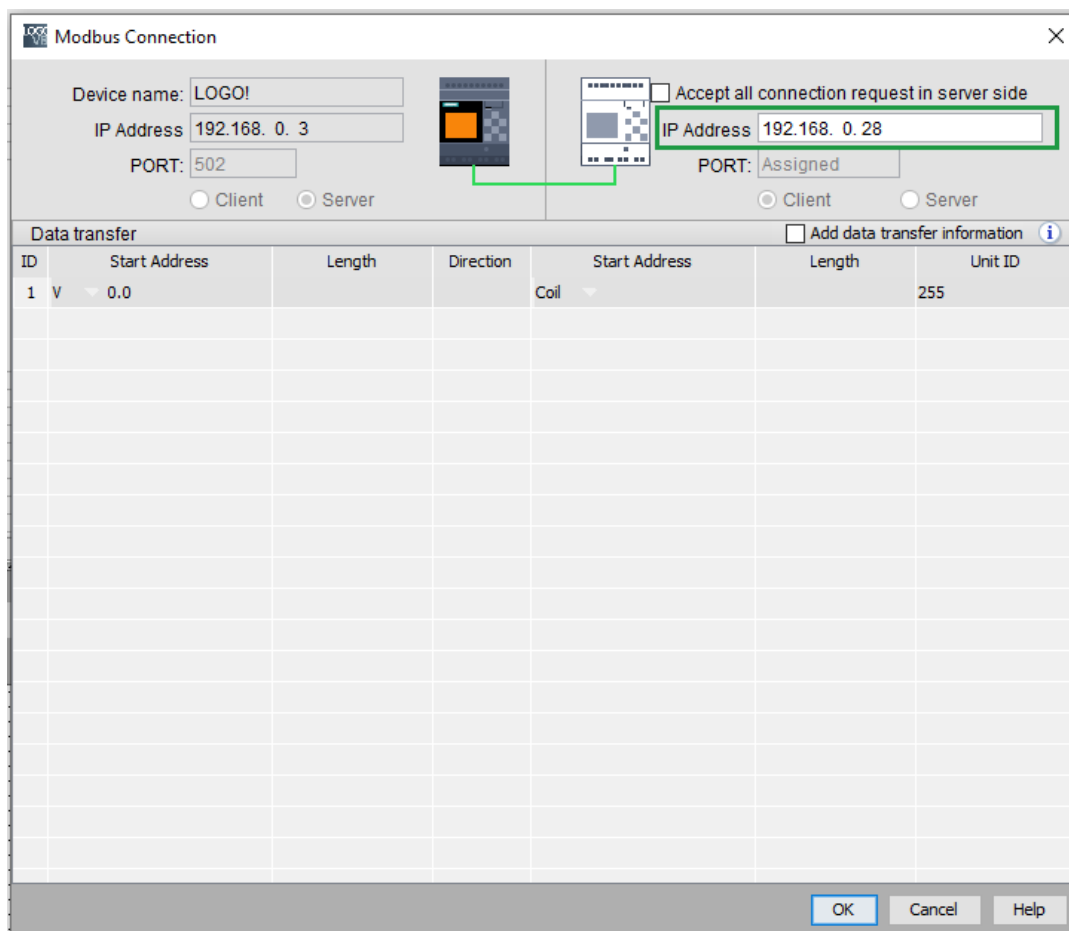 Modbus Connection
Device name: LOGO!
IP Address 192.168. 0. 3
PORT: 502
Client Server
Accept all connection request in server side
IP Address 192.168. 0. 28
PORT: Assigned
Client Server
Data transfer Add data transfer information i
ID Start Address Length Direction Start Address Length Unit ID
1 V 0.0 Coil 255
OK Cancel Help